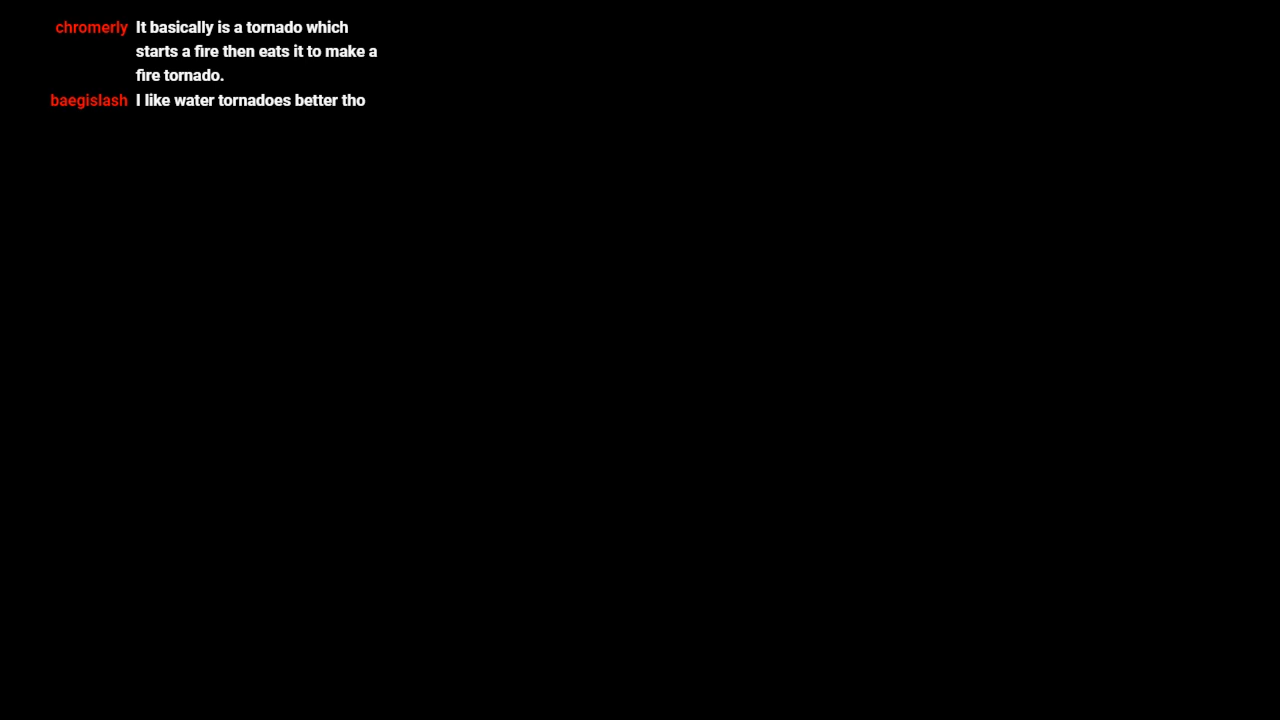 chromerly It basically is a tornado which
starts a fire then eats it to make a
fire tornado.
baegislash I like water tornadoes better tho